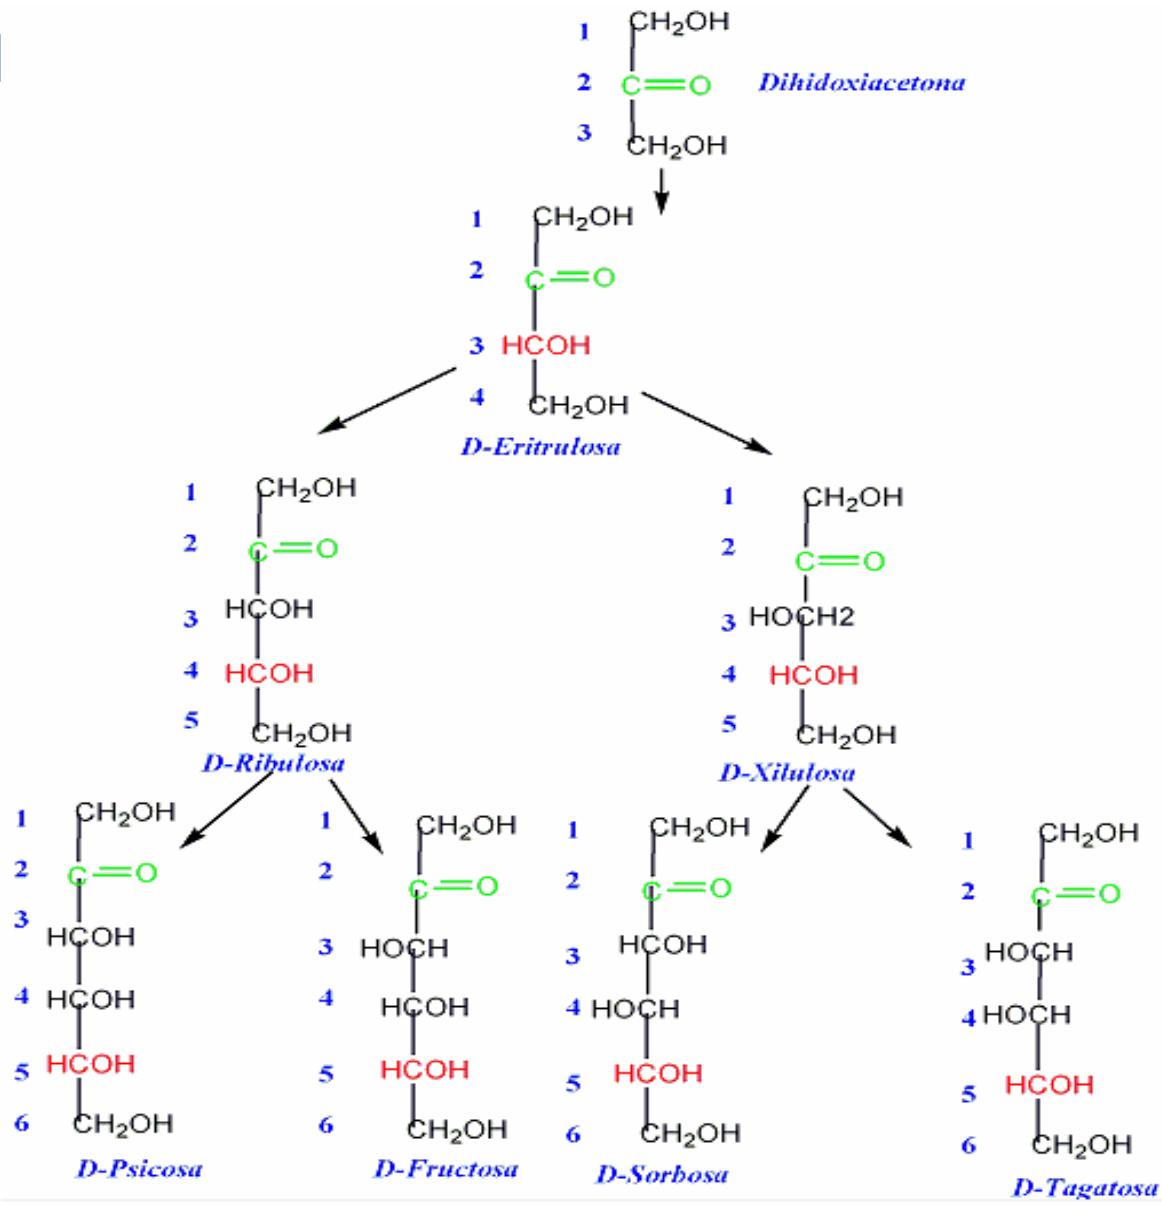 1 CH2OH
2 C=O Dihidoxiacetona
3 CH2OH
1 CH2OH
2 C=O
3 HCOH
4 CH2OH
D-Eritrulosa
1 CH2OH
2 C=O
3 HCOH
4 HCOH
5 CH2OH
D-Ribulosa
1 CH2OH
2 C=O
3 HOCH2
4 HCOH
5 CH2OH
D-Xilulosa
1 CH2OH
2 C=O
3 HCOH
4 HCOH
5 HCOH
6 CH2OH
D-Psicosa
1 CH2OH
2 C=O
3 HOCH
4 HCOH
5 HCOH
6 CH2OH
D-Fructosa
1 CH2OH
2 C=O
3 HCOH
4 HOCH
5 HCOH
6 CH2OH
D-Sorbosa
1 CH2OH
2 C=O
3 HOCH
4 HOCH
5 HCOH
6 CH2OH
D-Tagatosa